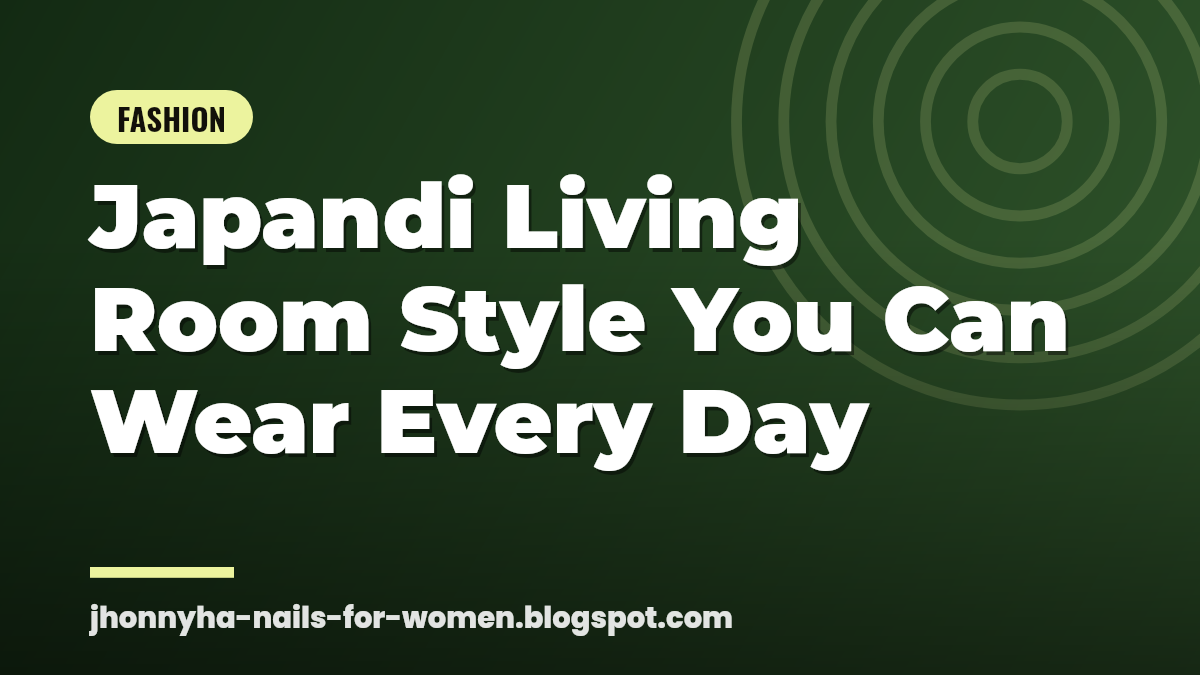 FASHION
Japandi Living
Room Style You Can
Wear Every Day
jhonnyha-nails-for-women.blogspot.com